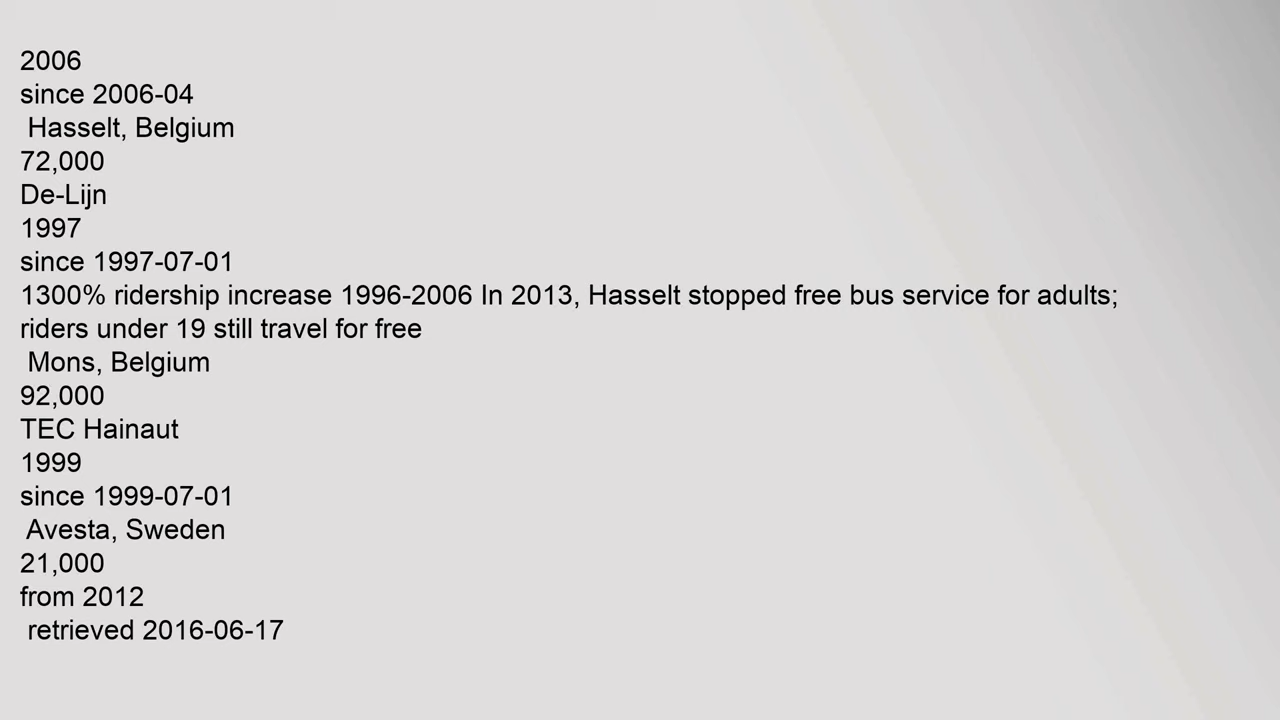 2006
since 2006-04
Hasselt, Belgium
72,000
De-Lijn
1997
since 1997-07-01
1300% ridership increase 1996-2006 In 2013, Hasselt stopped free bus service for adults;
riders under 19 still travel for free
Mons, Belgium
92,000
TEC Hainaut
1999
since 1999-07-01
Avesta, Sweden
21,000
from 2012
retrieved 2016-06-17